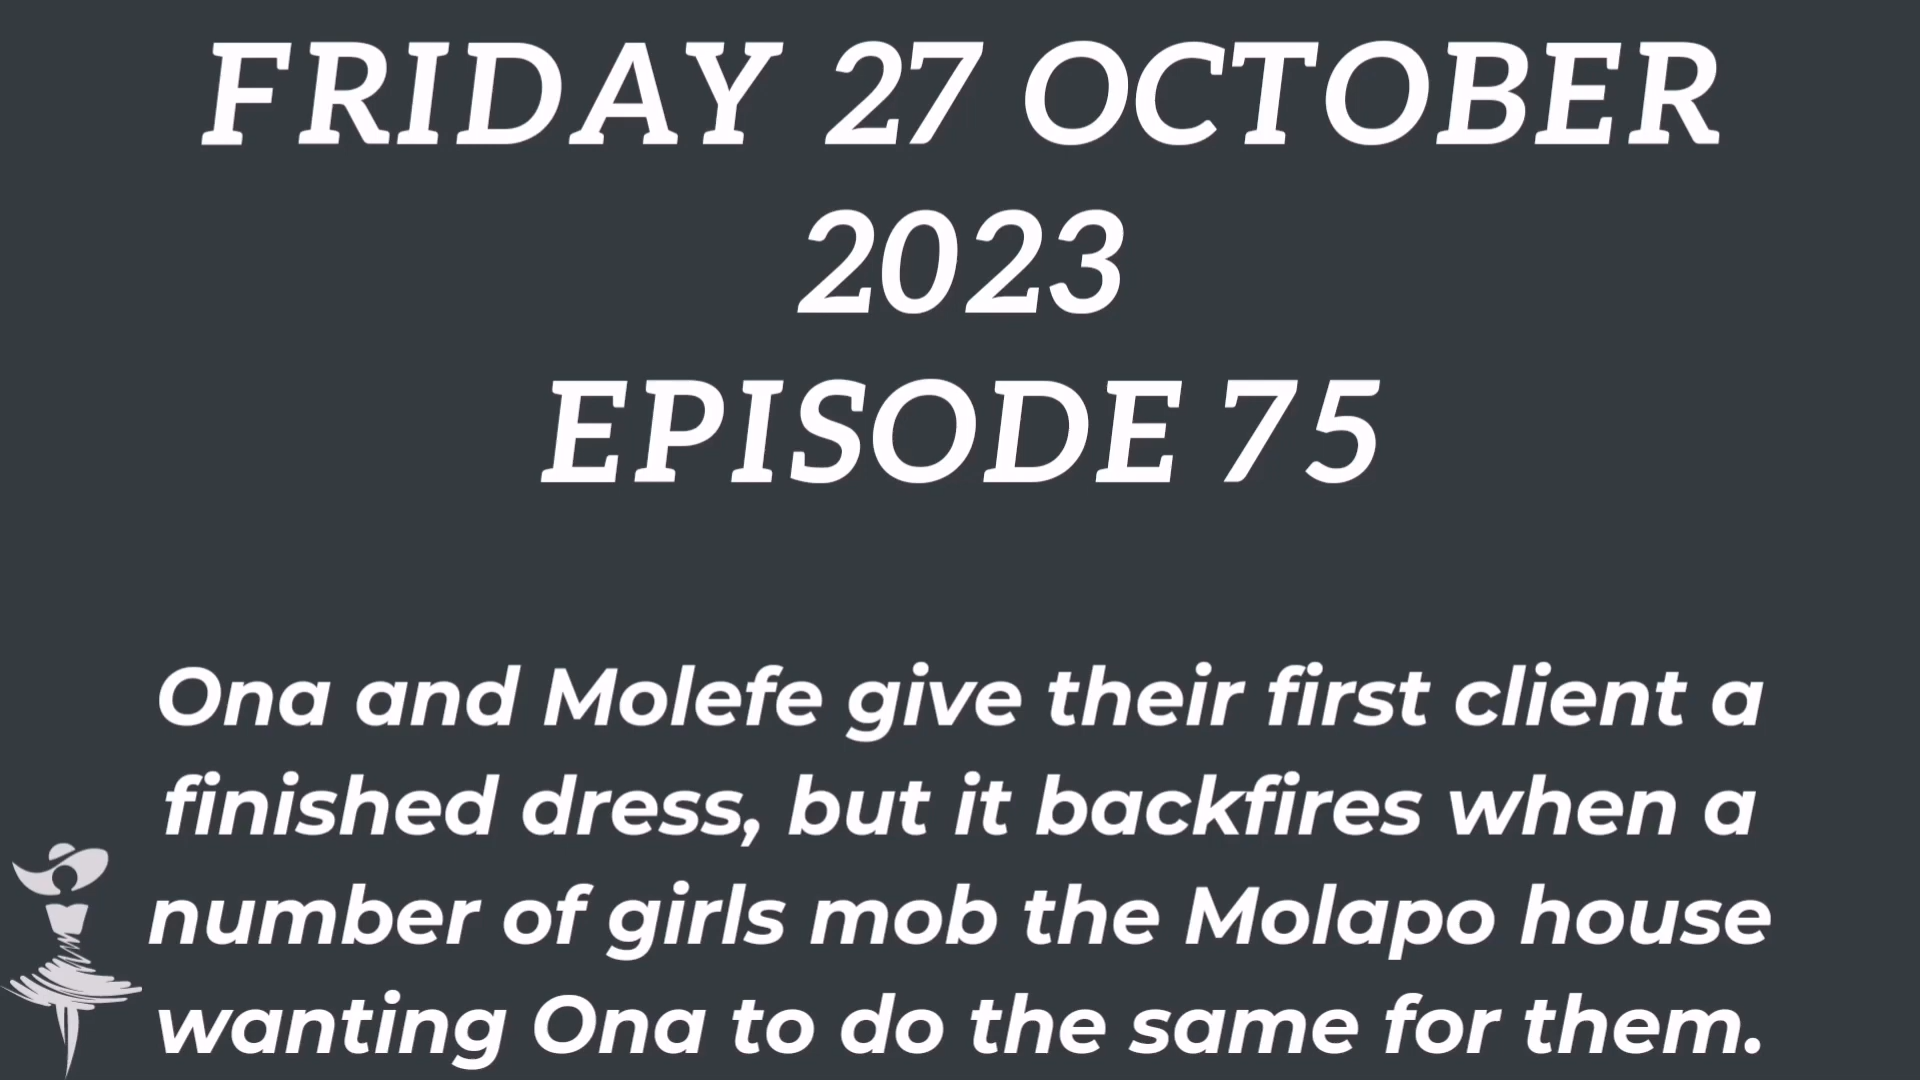 FRIDAY 27 OCTOBER
2023
EPISODE 75
Ona and Molefe give their first client a
finished dress, but it backfires when a
number of girls mob the Molapo house
wanting Ona to do the same for them.